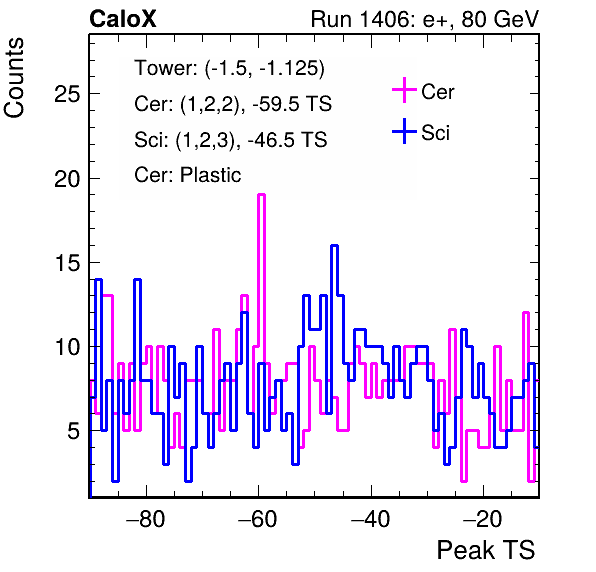 CaloX Run 1406: e+, 80 GeV
Counts
Tower: (-1.5, -1.125)
Cer: (1,2,2), -59.5 TS
Sci: (1,2,3), -46.5 TS
Cer: Plastic
Cer
Sci
25
20
15
10
5
−80 −60 −40 −20
Peak TS